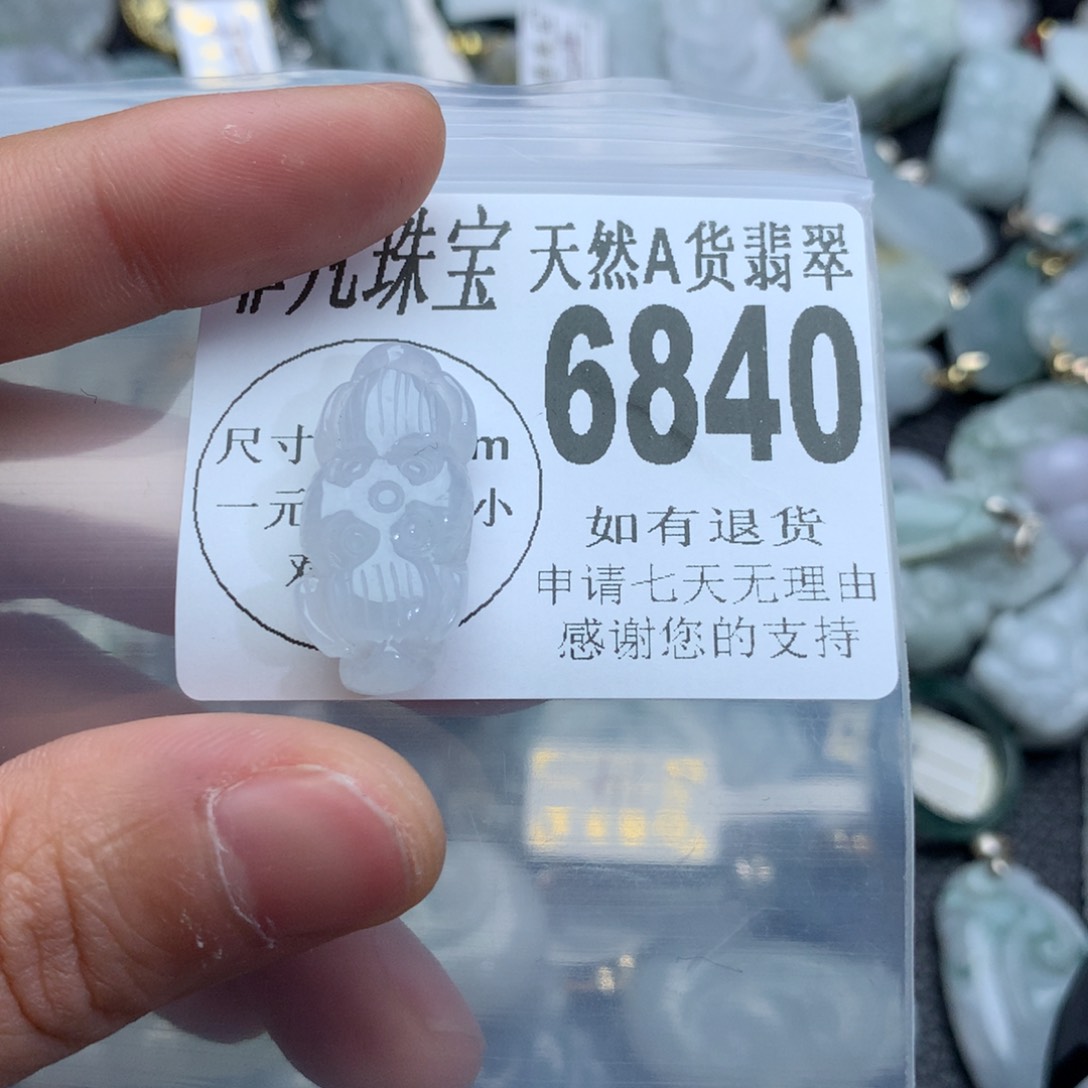 珠宝
天然A货翡翠
6840
尺寸 m
一元 小
如有退货
申请七天无理由
感谢您的支持